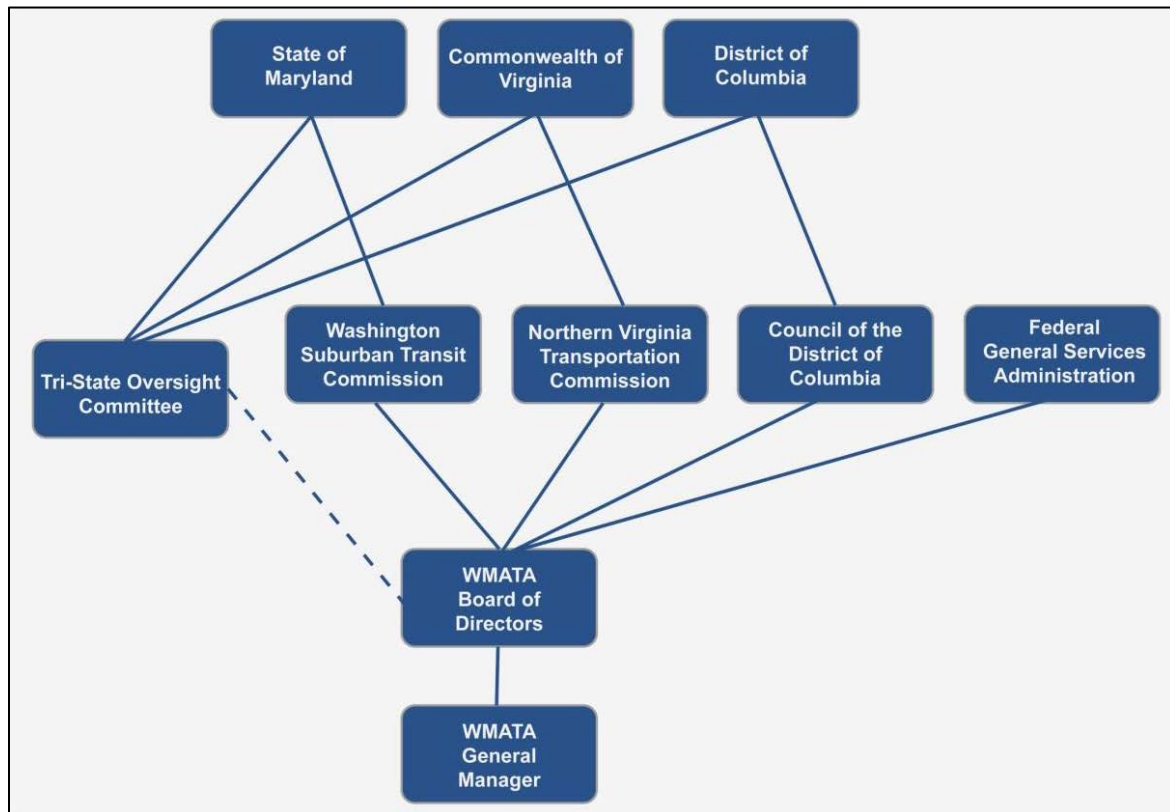 State of
Maryland
Commonwealth of
Virginia
District of
Columbia
Tri-State Oversight
Committee
Washington
Suburban Transit
Commission
Northern Virginia
Transportation
Commission
Council of the
District of
Columbia
Federal
General Services
Administration
WMATA
Board of
Directors
WMATA
General
Manager